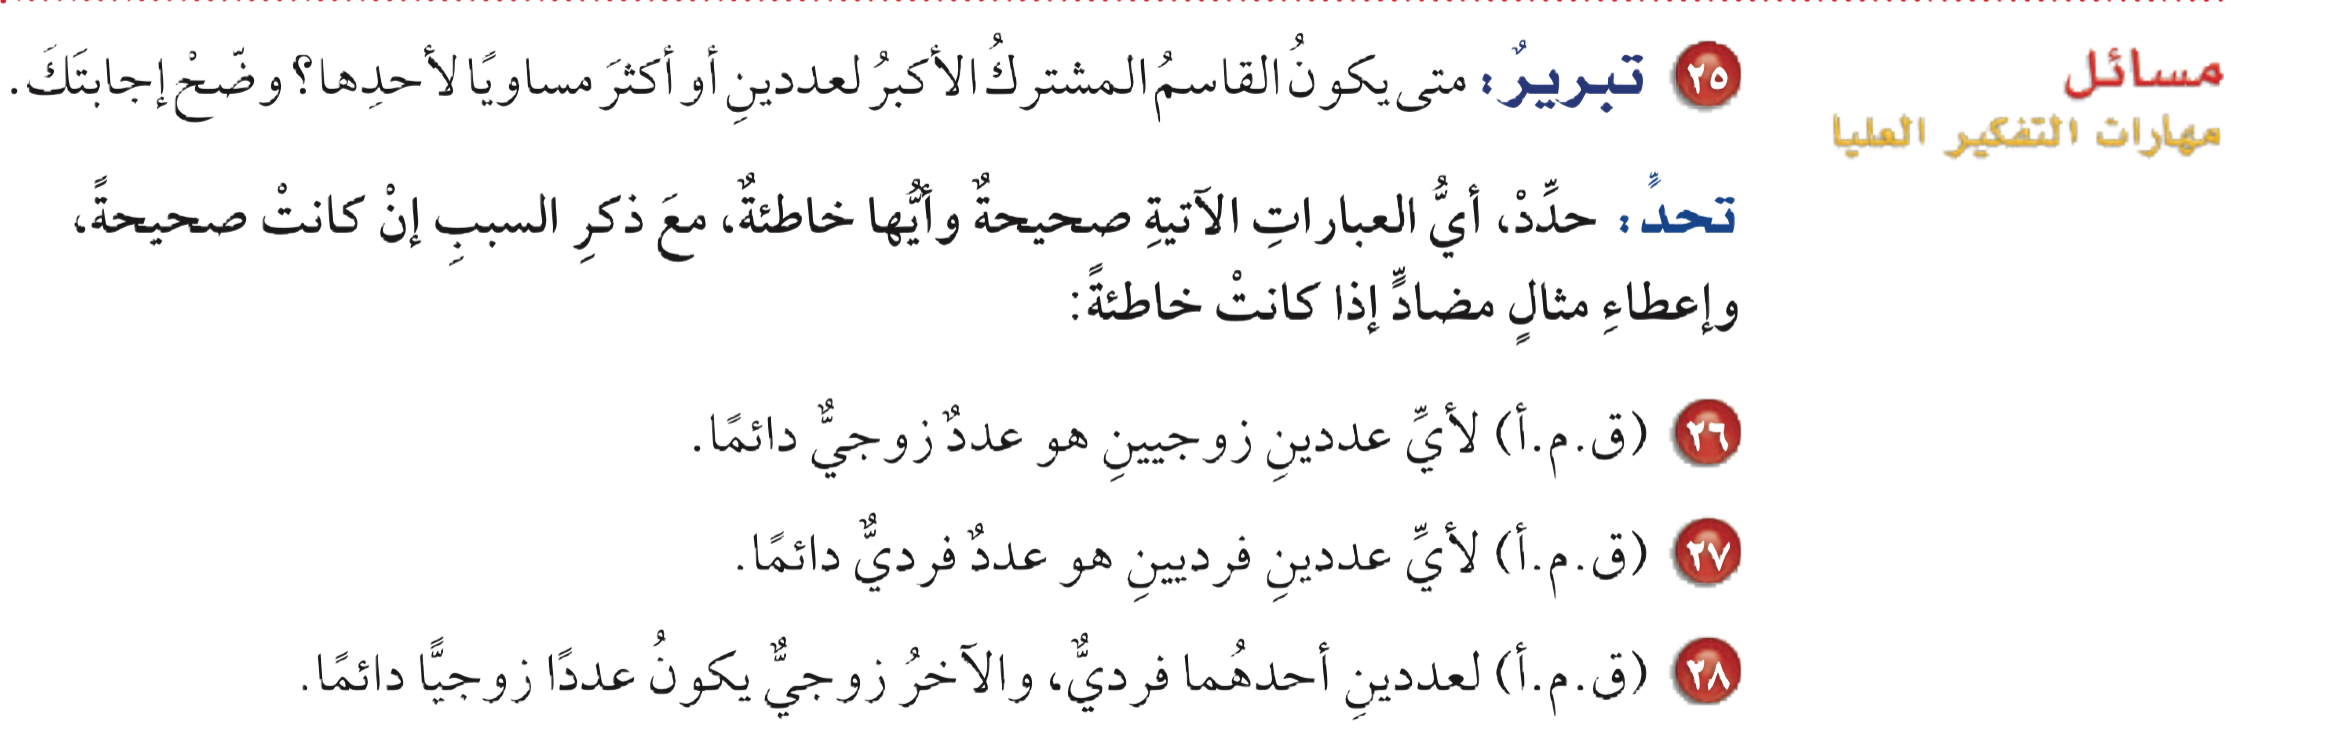 مسائل
مهارات التفكير العليا
٢٥ تبريرٌ: متى يكونُ القاسمُ المشتركُ الأكبرُ لعددينِ أو أكثرَ مساويًا لأحدِها؟ وضّحْ إجابتَكَ.
تحدٍّ: حدِّدْ، أيُّ العباراتِ الآتيةِ صحيحةٌ وأيُّها خاطئةٌ، معَ ذكرِ السببِ إنْ كانتْ صحيحةً،
وإعطاءِ مثالٍ مضادٍّ إذا كانتْ خاطئةً:
٢٦ (ق.م.أ) لأيِّ عددينِ زوجيينِ هو عددٌ زوجيٌّ دائمًا.
٢٧ (ق.م.أ) لأيِّ عددينِ فرديينِ هو عددٌ فرديٌّ دائمًا.
٢٨ (ق.م.أ) لعددينِ أحدهُما فرديٌّ، والآخرُ زوجيٌّ يكونُ عددًا زوجيًّا دائمًا.